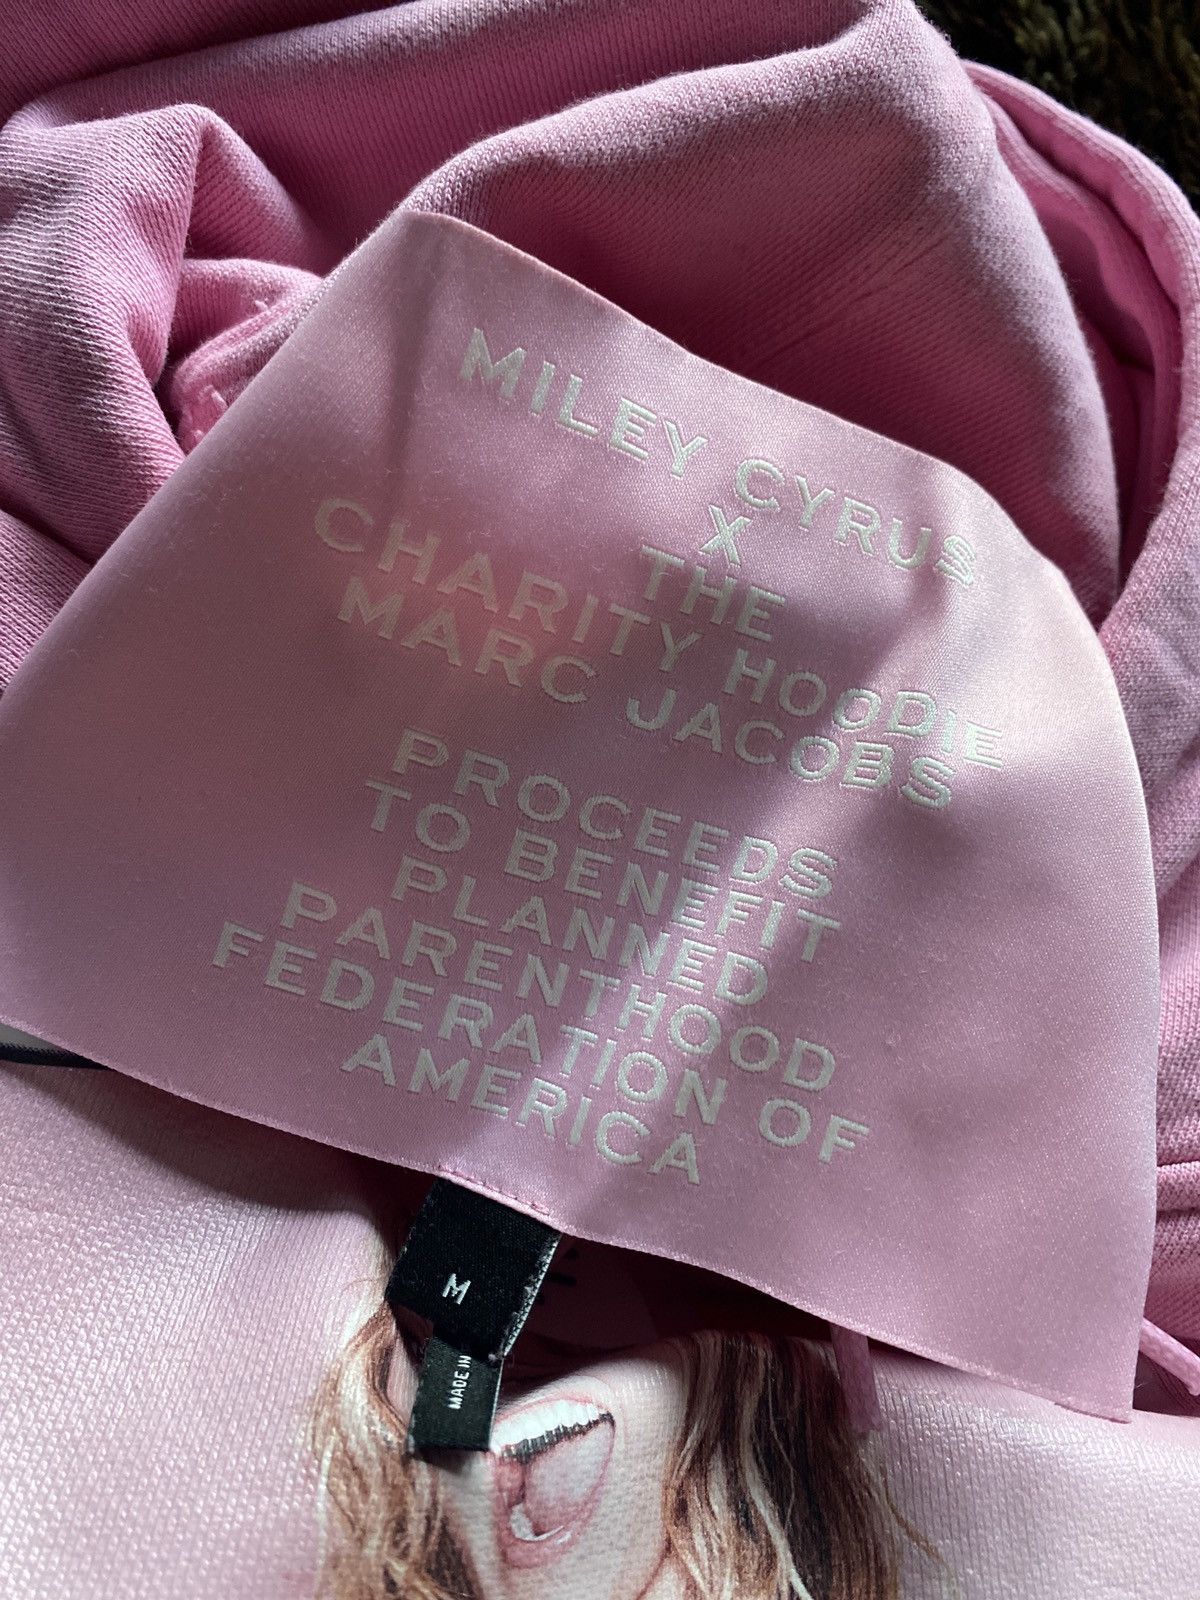 MILEY CYRUS
X
THE
CHARITY HOODIE
MARC JACOBS
PROCEEDS
TO BENEFIT
PLANNED
PARENTHOOD
FEDERATION OF
AMERICA
M
MADE IN